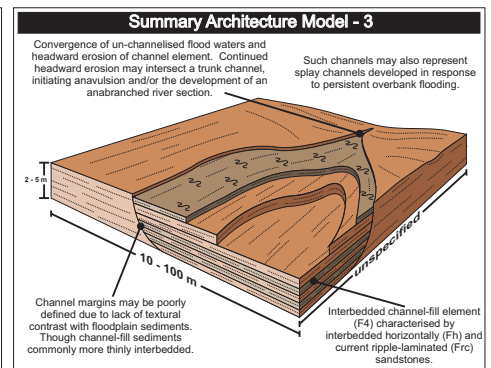 Summary Architecture Model - 3
Convergence of un-channelised flood waters and
headward erosion of channel element. Continued
headward erosion may intersect a trunk channel,
initiating anavulsion and/or the development of an
anabranched river section.
Such channels may also represent
splay channels developed in response
to persistent overbank flooding.
2 - 5 m
10 - 100 m
unspecified
Channel margins may be poorly
defined due to lack of textural
contrast with floodplain sediments.
Though channel-fill sediments
commonly more thinly interbedded.
Interbedded channel-fill element
(F4) characterised by
interbedded horizontally (Fh) and
current ripple-laminated (Frc)
sandstones.